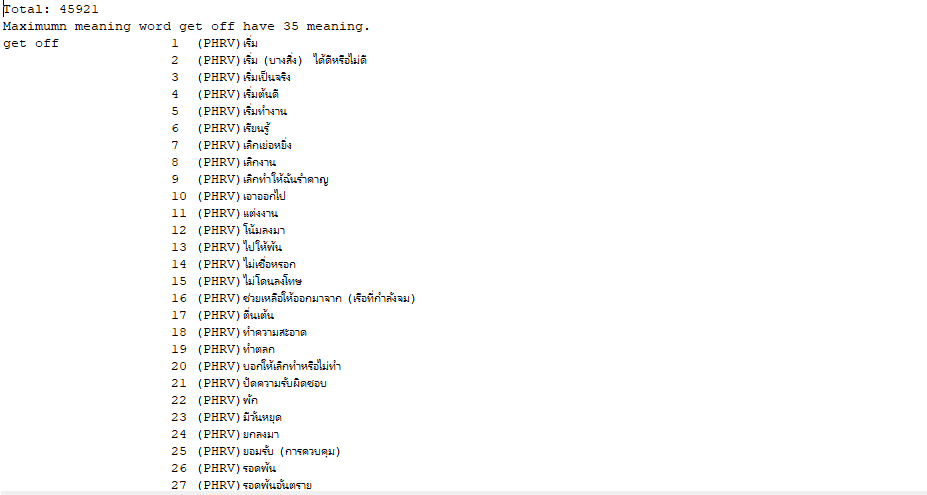 Total: 45921
Maximumn meaning word get off have 35 meaning.
get off 1 (PHRV)เริ่ม
2 (PHRV)เริ่ม (บางสิ่ง) ได้ดีหรือไม่ดี
3 (PHRV)เริ่มเป็นจริง
4 (PHRV)เริ่มต้นดี
5 (PHRV)เริ่มทำงาน
6 (PHRV)เรียนรู้
7 (PHRV)เลิกเย่อหยิ่ง
8 (PHRV)เลิกงาน
9 (PHRV)เลิกทำให้ฉันรำคาญ
10 (PHRV)เอาออกไป
11 (PHRV)แต่งงาน
12 (PHRV)โน้มลงมา
13 (PHRV)ไปให้พ้น
14 (PHRV)ไม่เชื่อหรอก
15 (PHRV)ไม่โดนลงโทษ
16 (PHRV)ช่วยเหลือให้ออกมาจาก (เรือที่กำลังจม)
17 (PHRV)ตื่นเต้น
18 (PHRV)ทำความสะอาด
19 (PHRV)ทำตลก
20 (PHRV)บอกให้เลิกทำหรือไม่ทำ
21 (PHRV)ปัดความรับผิดชอบ
22 (PHRV)พัก
23 (PHRV)มีวันหยุด
24 (PHRV)ยกลงมา
25 (PHRV)ยอมรับ (การควบคุม)
26 (PHRV)รอดพ้น
27 (PHRV)รอดพ้นอันตราย